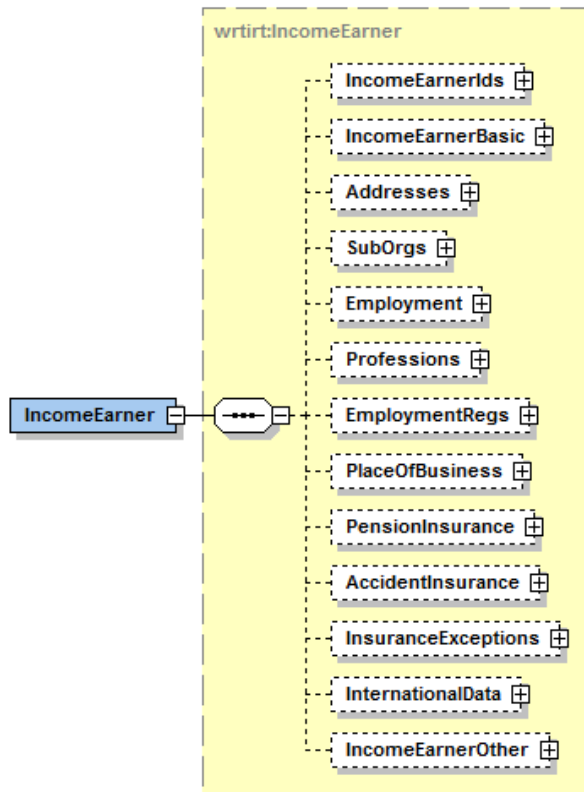 wrtirt:IncomeEarner
IncomeEarnerIds
IncomeEarnerBasic
Addresses
SubOrgs
Employment
Professions
IncomeEarner
EmploymentRegs
PlaceOfBusiness
PensionInsurance
AccidentInsurance
InsuranceExceptions
InternationalData
IncomeEarnerOther